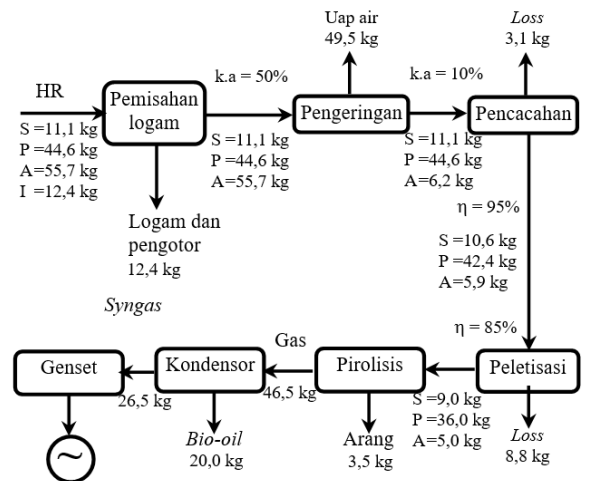 Uap air
49,5 kg
Loss
3,1 kg
HR
Pemisahan
logam
k.a = 50%
Pengeringan
k.a = 10%
Pencacahan
S =11,1 kg
P=44,6 kg
A=55,7 kg
I =12,4 kg
S =11,1 kg
P=44,6 kg
A=55,7 kg
S =11,1 kg
P=44,6 kg
A=6,2 kg
Logam dan
pengotor
12,4 kg
η = 95%
S =10,6 kg
P=42,4 kg
A=5,9 kg
Syngas
η = 85%
Genset
Kondensor
Gas
Pirolisis
Peletisasi
26,5 kg
46,5 kg
S =9,0 kg
P =36,0 kg
A=5,0 kg
Bio-oil
20,0 kg
Arang
3,5 kg
Loss
8,8 kg
~